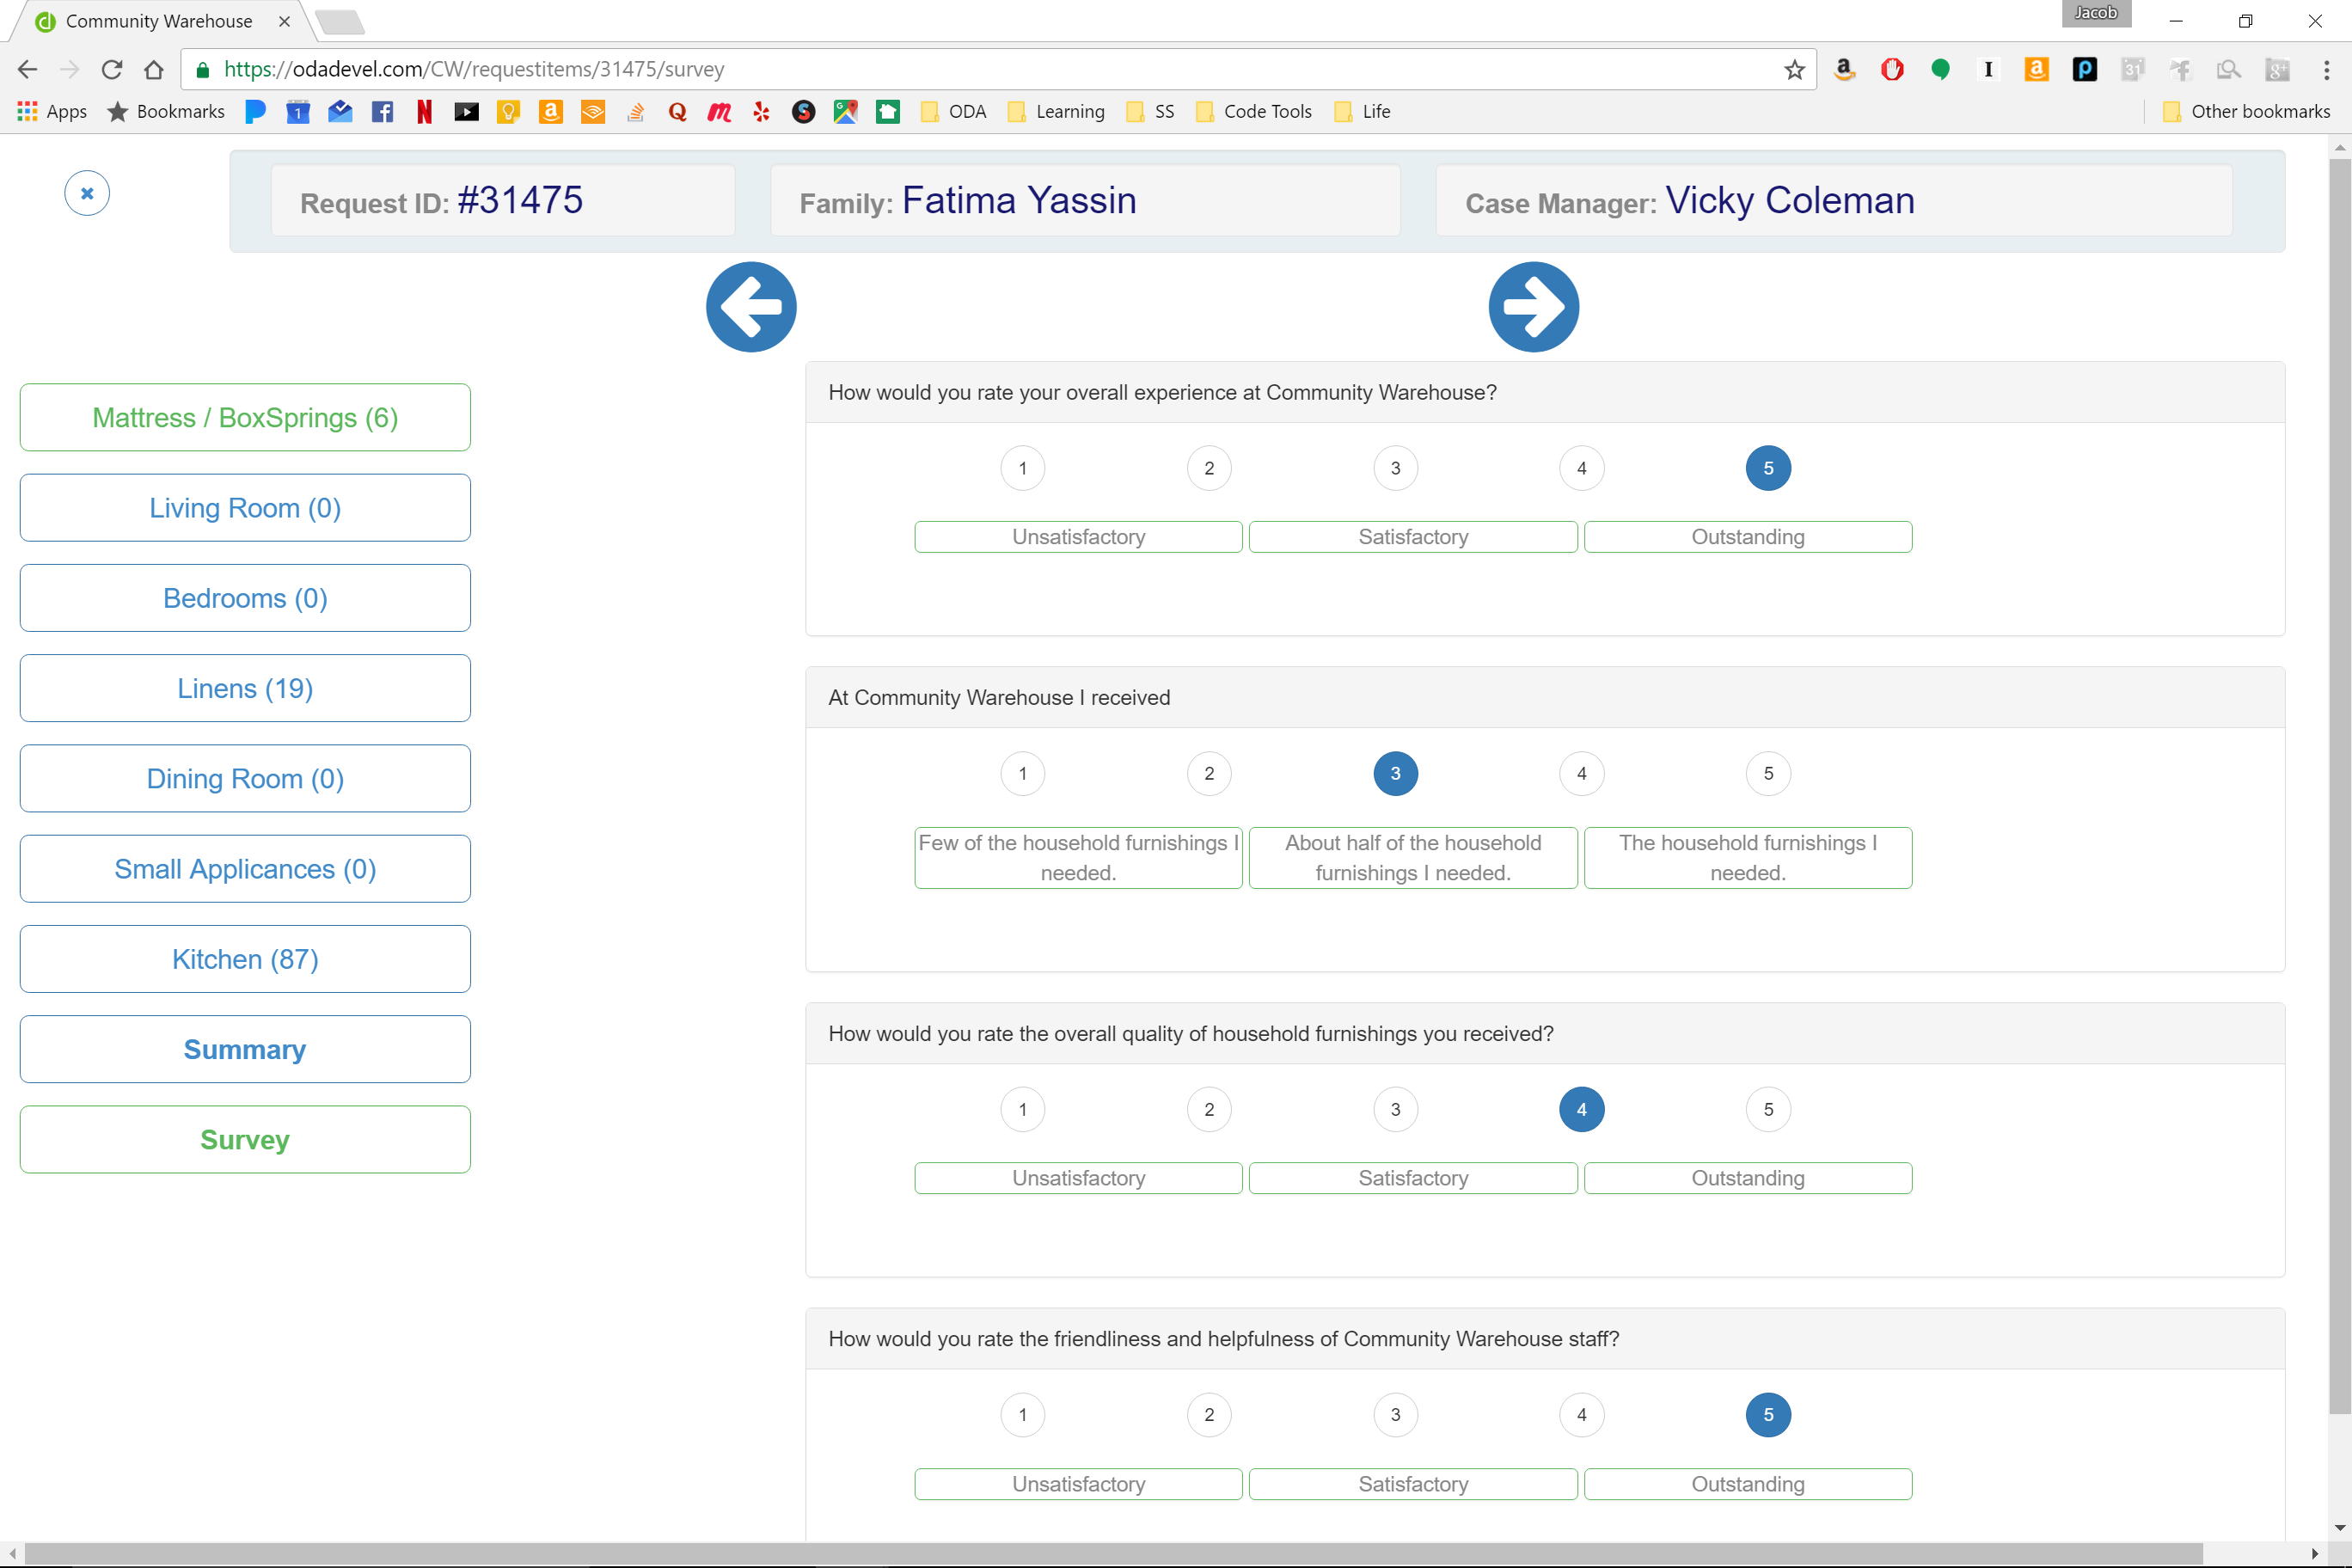 Community Warehouse
Jacob
https://odadevel.com/CW/requestitems/31475/survey
Apps Bookmarks ODA Learning SS Code Tools Life Other bookmarks
Request ID: #31475
Family: Fatima Yassin
Case Manager: Vicky Coleman
Mattress / BoxSprings (6)
Living Room (0)
Bedrooms (0)
Linens (19)
Dining Room (0)
Small Applicances (0)
Kitchen (87)
Summary
Survey
How would you rate your overall experience at Community Warehouse?
1 2 3 4 5
Unsatisfactory Satisfactory Outstanding
At Community Warehouse I received
1 2 3 4 5
Few of the household furnishings I
needed.
About half of the household
furnishings I needed.
The household furnishings I
needed.
How would you rate the overall quality of household furnishings you received?
1 2 3 4 5
Unsatisfactory Satisfactory Outstanding
How would you rate the friendliness and helpfulness of Community Warehouse staff?
1 2 3 4 5
Unsatisfactory Satisfactory Outstanding